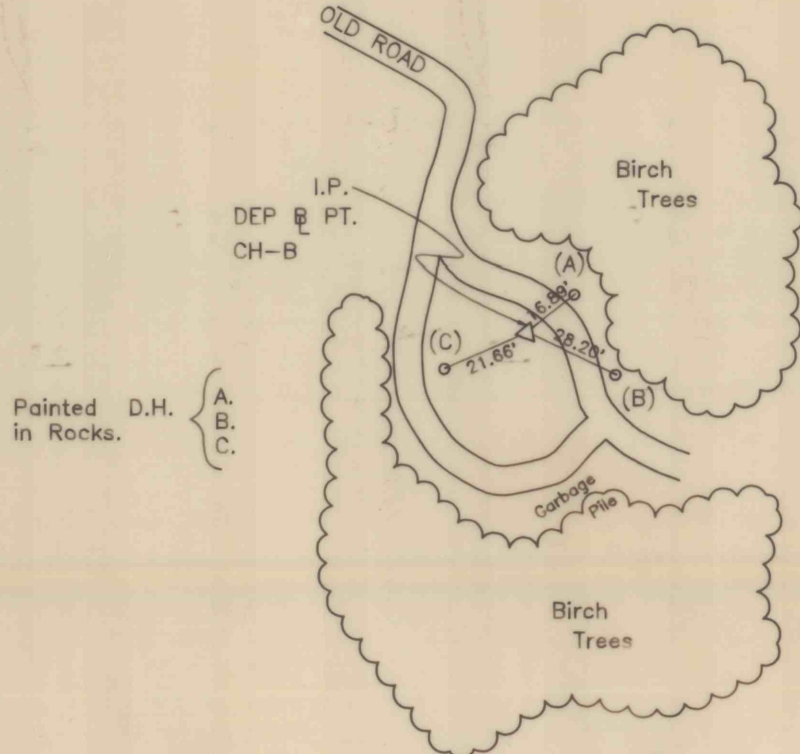 OLD ROAD
Birch
Trees
I.P.
DEP ⅊ PT.
CH-B
(A)
16.89'
(C)
21.66'
28.20'
(B)
Painted D.H.
in Rocks.
A.
B.
C.
Garbage
Pile
Birch
Trees